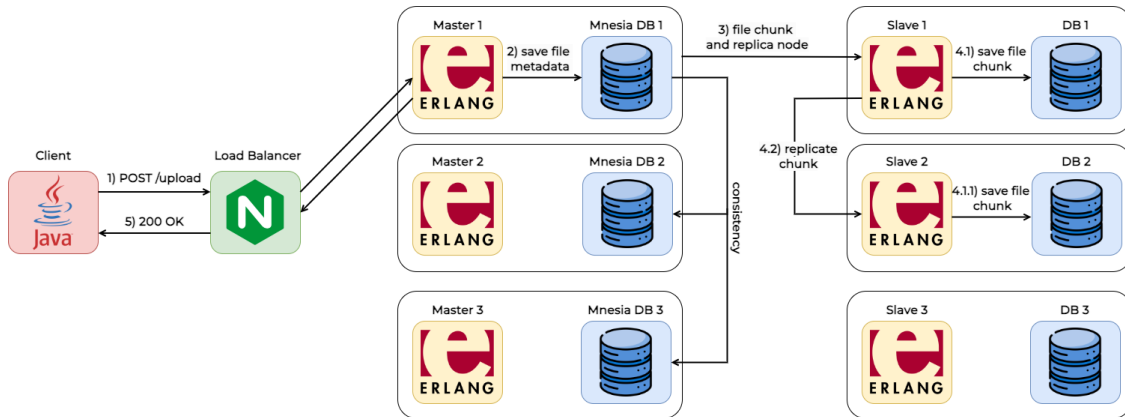 Master 1
Mnesia DB 1
Slave 1
DB 1
2) save file
metadata
3) file chunk
and replica node
4.1) save file
chunk
ERLANG
ERLANG
Client
Load Balancer
1) POST /upload
5) 200 OK
Java
N
Master 2
Mnesia DB 2
consistency
4.2) replicate
chunk
Slave 2
DB 2
4.1.1) save file
chunk
ERLANG
ERLANG
Master 3
Mnesia DB 3
Slave 3
DB 3
ERLANG
ERLANG